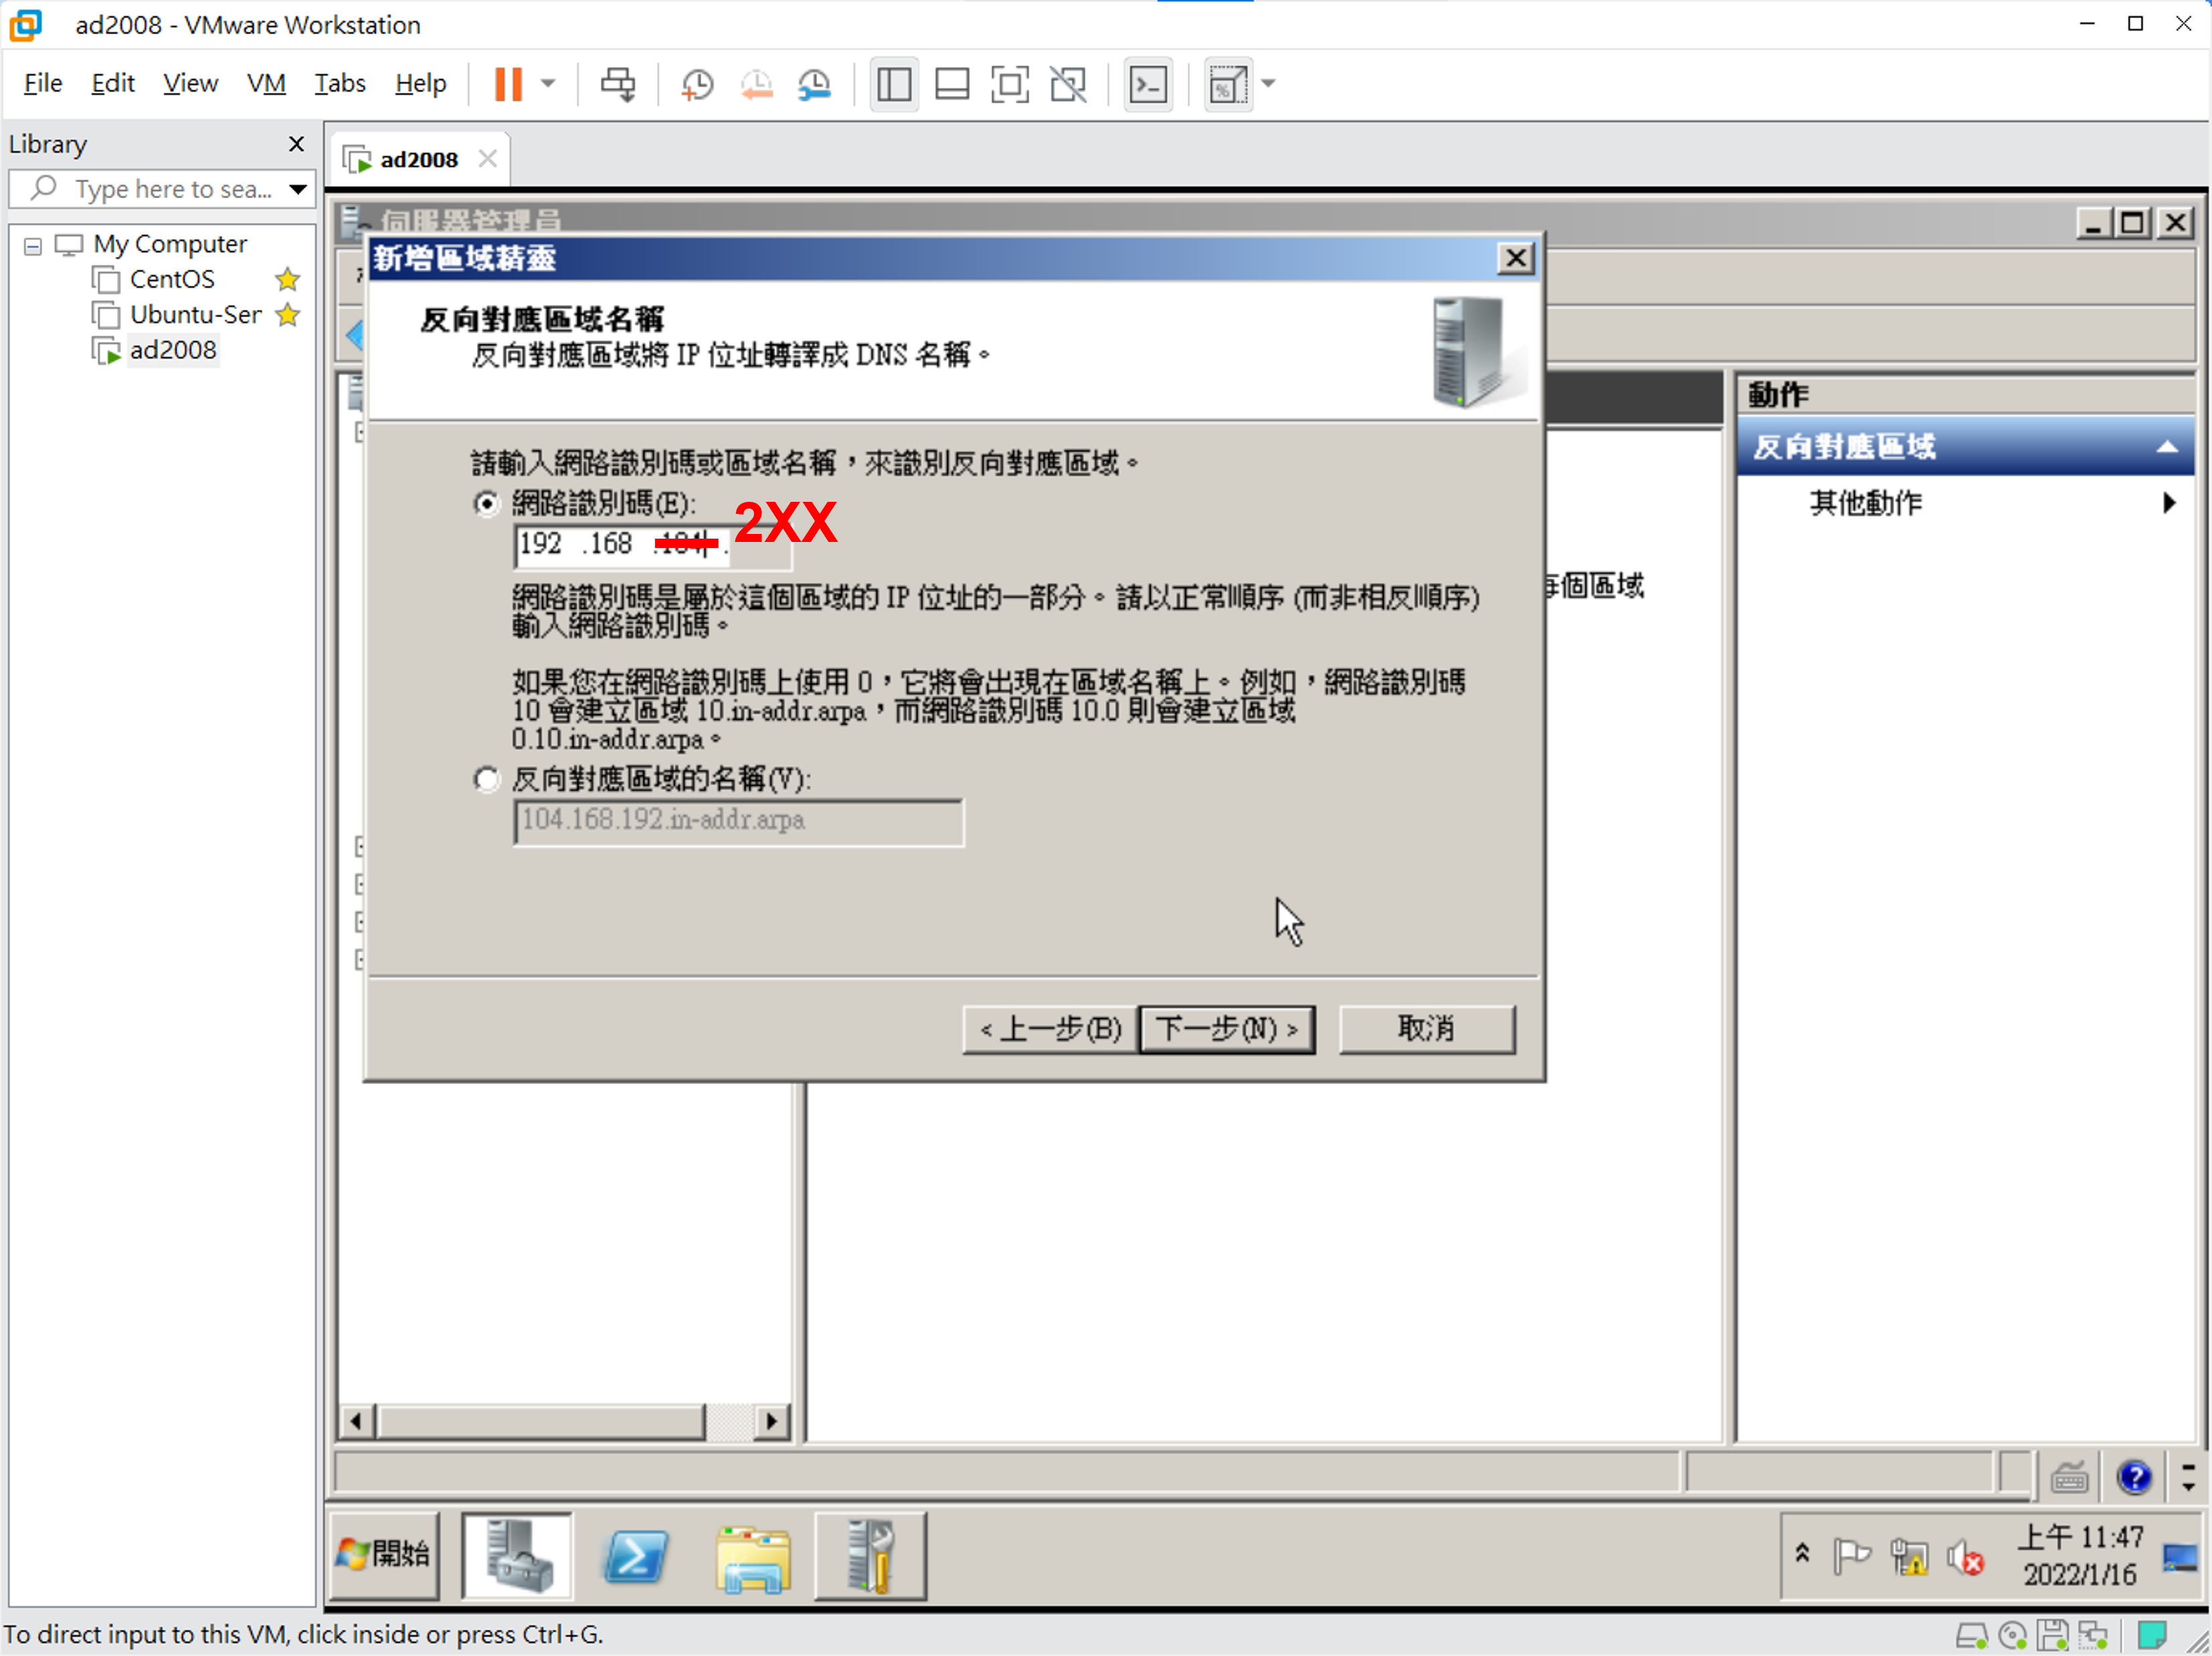 ad2008 - VMware Workstation
File Edit View VM Tabs Help
Library
Type here to sea...
My Computer
CentOS
Ubuntu-Ser
ad2008
ad2008
伺服器管理員
新增區域精靈
反向對應區域名稱
反向對應區域將 IP 位址轉譯成 DNS 名稱。
請輸入網路識別碼或區域名稱，來識別反向對應區域。
網路識別碼(E):
2XX
192 .168 .104 .
網路識別碼是屬於這個區域的 IP 位址的一部分。請以正常順序 (而非相反順序)
輸入網路識別碼。
如果您在網路識別碼上使用 0，它將會出現在區域名稱上。例如，網路識別碼
10 會建立區域 10.in-addr.arpa，而網路識別碼 10.0 則會建立區域
0.10.in-addr.arpa。
反向對應區域的名稱(V):
104.168.192.in-addr.arpa
< 上一步(B) 下一步(N) > 取消
每個區域
動作
反向對應區域
其他動作
開始
上午 11:47
2022/1/16
To direct input to this VM, click inside or press Ctrl+G.